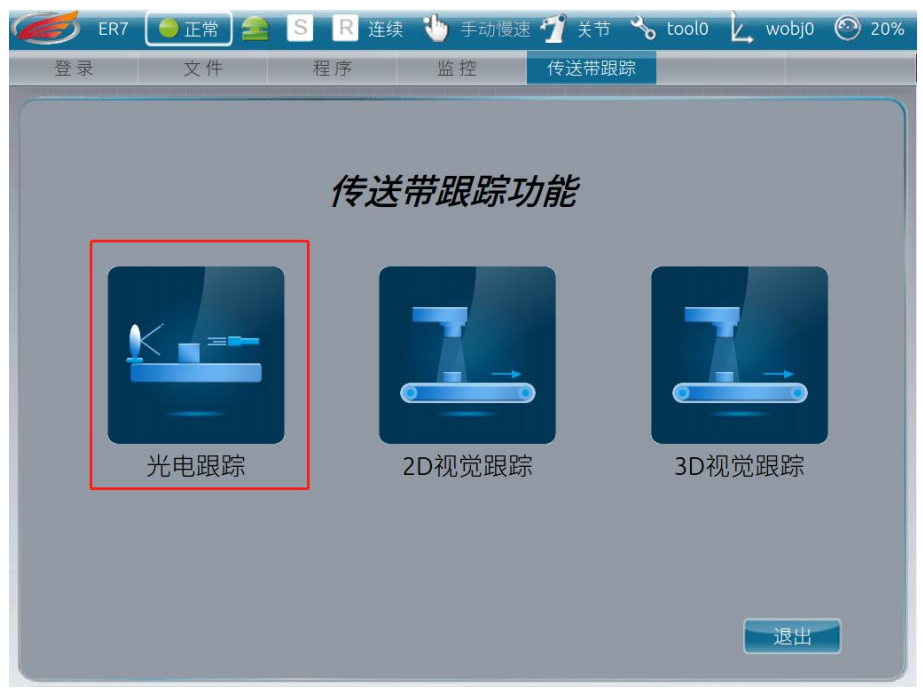 ER7 正常 S R 连续 手动慢速 关节 tool0 wobj0 20%
登录 文件 程序 监控 传送带跟踪
传送带跟踪功能
光电跟踪 2D视觉跟踪 3D视觉跟踪
退出